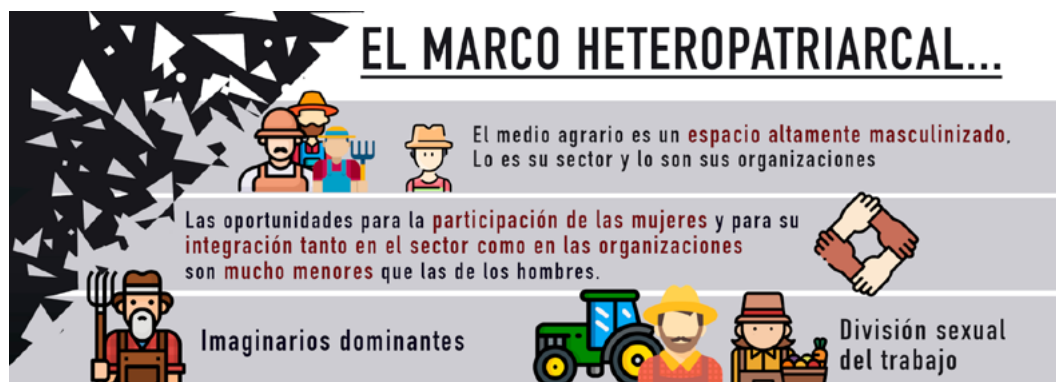 EL MARCO HETEROPATRIARCAL...
El medio agrario es un espacio altamente masculinizado.
Lo es su sector y lo son sus organizaciones
Las oportunidades para la participación de las mujeres y para su
integración tanto en el sector como en las organizaciones
son mucho menores que las de los hombres.
Imaginarios dominantes
División sexual
del trabajo